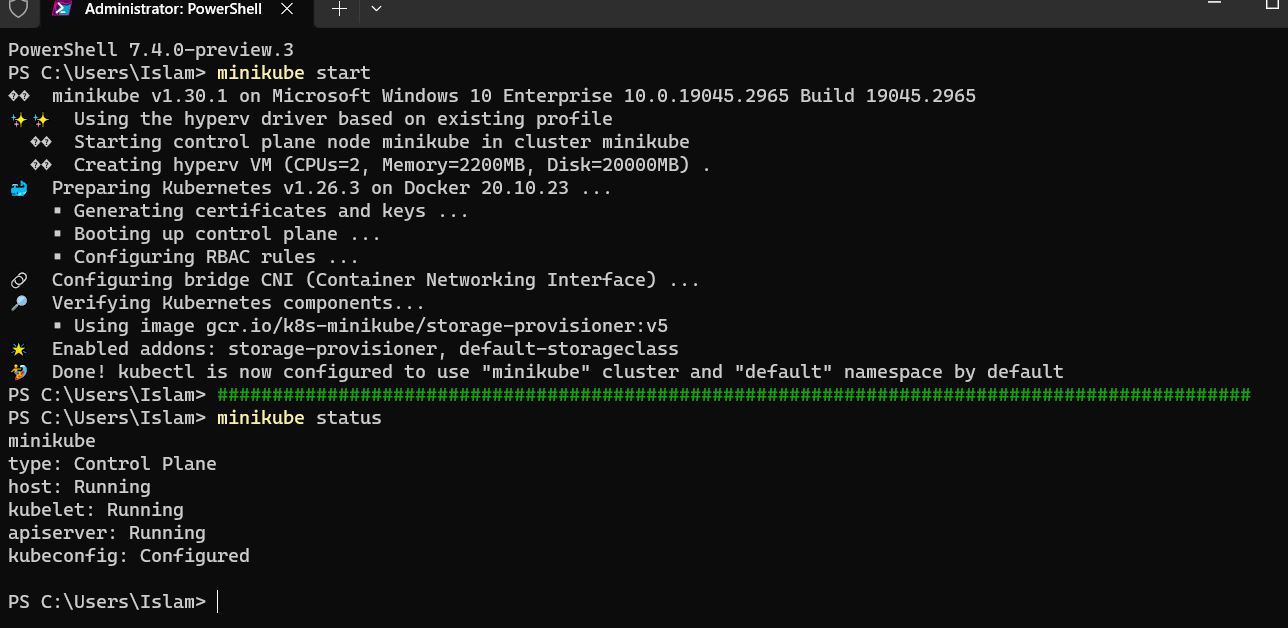 Administrator: PowerShell
PowerShell 7.4.0-preview.3
PS C:\Users\Islam> minikube start
�� minikube v1.30.1 on Microsoft Windows 10 Enterprise 10.0.19045.2965 Build 19045.2965
✨✨ Using the hyperv driver based on existing profile
�� Starting control plane node minikube in cluster minikube
�� Creating hyperv VM (CPUs=2, Memory=2200MB, Disk=20000MB) .
🐳 Preparing Kubernetes v1.26.3 on Docker 20.10.23 ...
▪ Generating certificates and keys ...
▪ Booting up control plane ...
▪ Configuring RBAC rules ...
🔗 Configuring bridge CNI (Container Networking Interface) ...
🔎 Verifying Kubernetes components...
▪ Using image gcr.io/k8s-minikube/storage-provisioner:v5
🌟 Enabled addons: storage-provisioner, default-storageclass
🏄 Done! kubectl is now configured to use "minikube" cluster and "default" namespace by default
PS C:\Users\Islam> ##############################################################################################
PS C:\Users\Islam> minikube status
minikube
type: Control Plane
host: Running
kubelet: Running
apiserver: Running
kubeconfig: Configured
PS C:\Users\Islam>